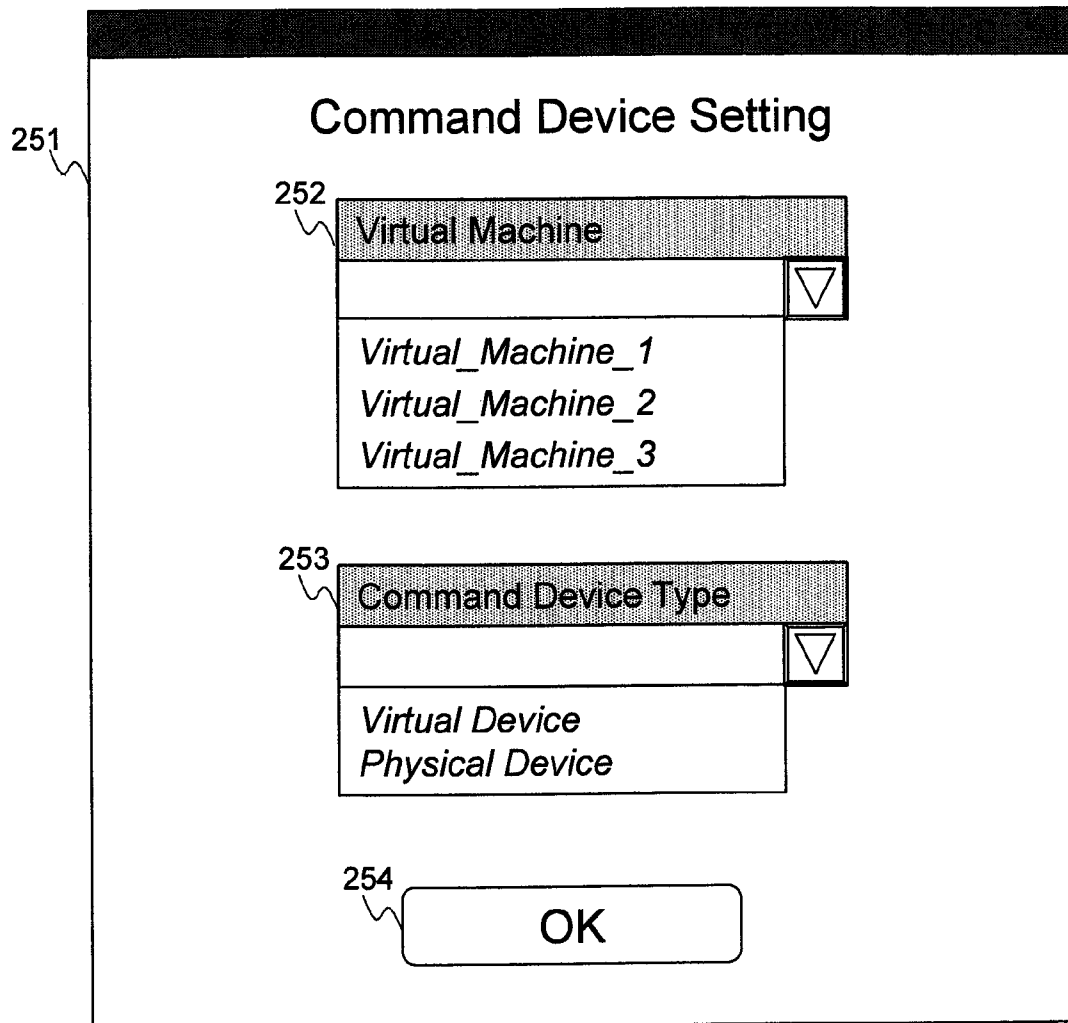 Command Device Setting
251
252
Virtual Machine
Virtual_Machine_1
Virtual_Machine_2
Virtual_Machine_3
253
Command Device Type
Virtual Device
Physical Device
254
OK